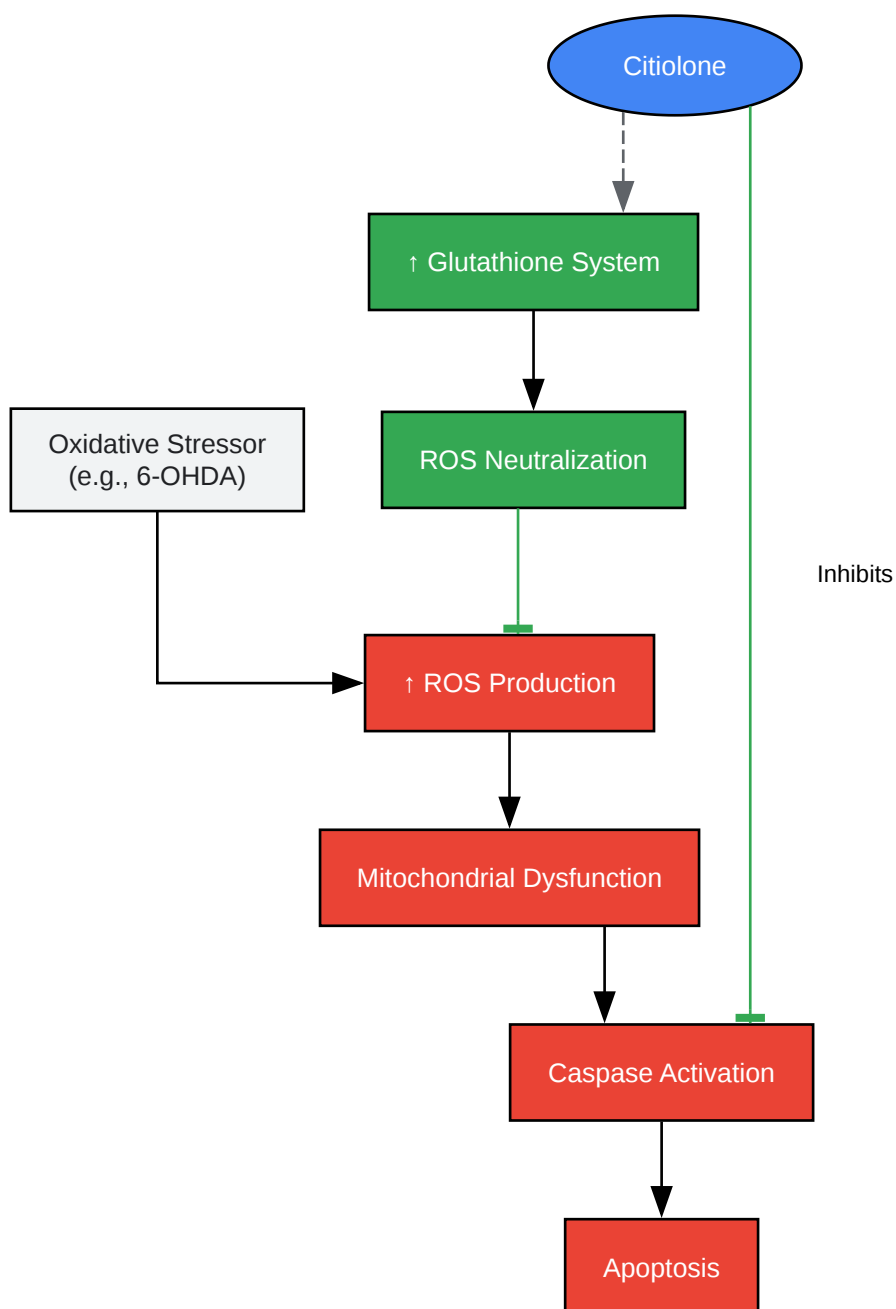 Citiolone
↑ Glutathione System
Oxidative Stressor
(e.g., 6-OHDA)
ROS Neutralization
Inhibits
↑ ROS Production
Mitochondrial Dysfunction
Caspase Activation
Apoptosis